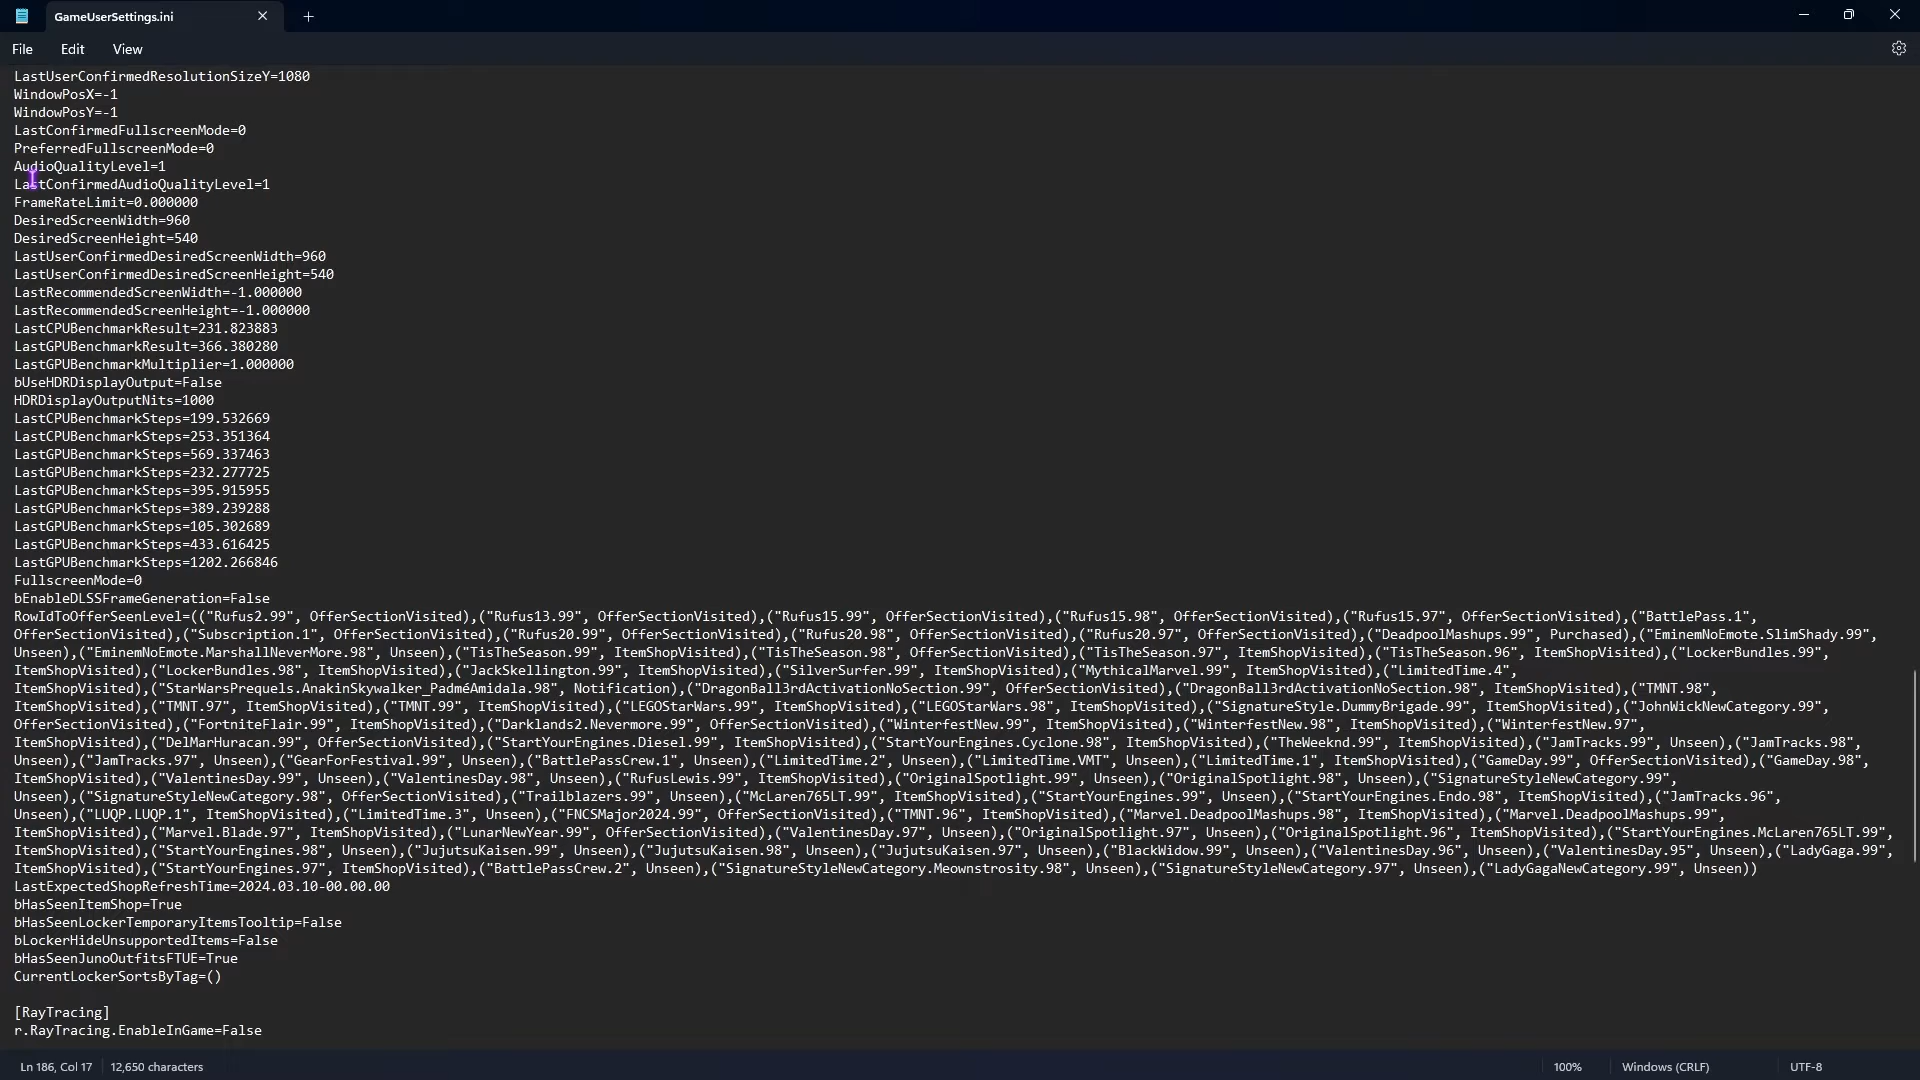 GameUserSettings.ini
File Edit View
LastUserConfirmedResolutionSizeY=1080
WindowPosX=-1
WindowPosY=-1
LastConfirmedFullscreenMode=0
PreferredFullscreenMode=0
AudioQualityLevel=1
LastConfirmedAudioQualityLevel=1
FrameRateLimit=0.000000
DesiredScreenWidth=960
DesiredScreenHeight=540
LastUserConfirmedDesiredScreenWidth=960
LastUserConfirmedDesiredScreenHeight=540
LastRecommendedScreenWidth=-1.000000
LastRecommendedScreenHeight=-1.000000
LastCPUBenchmarkResult=231.823883
LastGPUBenchmarkResult=366.380280
LastGPUBenchmarkMultiplier=1.000000
bUseHDRDisplayOutput=False
HDRDisplayOutputNits=1000
LastCPUBenchmarkSteps=199.532669
LastCPUBenchmarkSteps=253.351364
LastGPUBenchmarkSteps=569.337463
LastGPUBenchmarkSteps=232.277725
LastGPUBenchmarkSteps=395.915955
LastGPUBenchmarkSteps=389.239288
LastGPUBenchmarkSteps=105.302689
LastGPUBenchmarkSteps=433.616425
LastGPUBenchmarkSteps=1202.266846
FullscreenMode=0
bEnableDLSSFrameGeneration=False
RowIdToOfferSeenLevel=(("Rufus2.99", OfferSectionVisited),("Rufus13.99", OfferSectionVisited),("Rufus15.99", OfferSectionVisited),("Rufus15.98", OfferSectionVisited),("Rufus15.97", OfferSectionVisited),("BattlePass.1",
OfferSectionVisited),("Subscription.1", OfferSectionVisited),("Rufus20.99", OfferSectionVisited),("Rufus20.98", OfferSectionVisited),("Rufus20.97", OfferSectionVisited),("DeadpoolMashups.99", Purchased),("EminemNoEmote.SlimShady.99",
Unseen),("EminemNoEmote.MarshallNeverMore.98", Unseen),("TisTheSeason.99", ItemShopVisited),("TisTheSeason.98", OfferSectionVisited),("TisTheSeason.97", ItemShopVisited),("TisTheSeason.96", ItemShopVisited),("LockerBundles.99",
ItemShopVisited),("LockerBundles.98", ItemShopVisited),("JackSkellington.99", ItemShopVisited),("SilverSurfer.99", ItemShopVisited),("MythicalMarvel.99", ItemShopVisited),("LimitedTime.4",
ItemShopVisited),("StarWarsPrequels.AnakinSkywalker_PadméAmidala.98", Notification),("DragonBall3rdActivationNoSection.99", OfferSectionVisited),("DragonBall3rdActivationNoSection.98", ItemShopVisited),("TMNT.98",
ItemShopVisited),("TMNT.97", ItemShopVisited),("TMNT.99", ItemShopVisited),("LEGOStarWars.99", ItemShopVisited),("LEGOStarWars.98", ItemShopVisited),("SignatureStyle.DummyBrigade.99", ItemShopVisited),("JohnWickNewCategory.99",
OfferSectionVisited),("FortniteFlair.99", ItemShopVisited),("Darklands2.Nevermore.99", OfferSectionVisited),("WinterfestNew.99", ItemShopVisited),("WinterfestNew.98", ItemShopVisited),("WinterfestNew.97",
ItemShopVisited),("DelMarHuracan.99", OfferSectionVisited),("StartYourEngines.Diesel.99", ItemShopVisited),("StartYourEngines.Cyclone.98", ItemShopVisited),("TheWeeknd.99", ItemShopVisited),("JamTracks.99", Unseen),("JamTracks.98",
Unseen),("JamTracks.97", Unseen),("GearForFestival.99", Unseen),("BattlePassCrew.1", Unseen),("LimitedTime.2", Unseen),("LimitedTime.VMT", Unseen),("LimitedTime.1", ItemShopVisited),("GameDay.99", OfferSectionVisited),("GameDay.98",
ItemShopVisited),("ValentinesDay.99", Unseen),("ValentinesDay.98", Unseen),("RufusLewis.99", ItemShopVisited),("OriginalSpotlight.99", Unseen),("OriginalSpotlight.98", Unseen),("SignatureStyleNewCategory.99",
Unseen),("SignatureStyleNewCategory.98", OfferSectionVisited),("Trailblazers.99", Unseen),("McLaren765LT.99", ItemShopVisited),("StartYourEngines.99", Unseen),("StartYourEngines.Endo.98", ItemShopVisited),("JamTracks.96",
Unseen),("LUQP.LUQP.1", ItemShopVisited),("LimitedTime.3", Unseen),("FNCSMajor2024.99", OfferSectionVisited),("TMNT.96", ItemShopVisited),("Marvel.DeadpoolMashups.98", ItemShopVisited),("Marvel.DeadpoolMashups.99",
ItemShopVisited),("Marvel.Blade.97", ItemShopVisited),("LunarNewYear.99", OfferSectionVisited),("ValentinesDay.97", Unseen),("OriginalSpotlight.97", Unseen),("OriginalSpotlight.96", ItemShopVisited),("StartYourEngines.McLaren765LT.99",
ItemShopVisited),("StartYourEngines.98", Unseen),("JujutsuKaisen.99", Unseen),("JujutsuKaisen.98", Unseen),("JujutsuKaisen.97", Unseen),("BlackWidow.99", Unseen),("ValentinesDay.96", Unseen),("ValentinesDay.95", Unseen),("LadyGaga.99",
ItemShopVisited),("StartYourEngines.97", ItemShopVisited),("BattlePassCrew.2", Unseen),("SignatureStyleNewCategory.Meownstrosity.98", Unseen),("SignatureStyleNewCategory.97", Unseen),("LadyGagaNewCategory.99", Unseen))
LastExpectedShopRefreshTime=2024.03.10-00.00.00
bHasSeenItemShop=True
bHasSeenLockerTemporaryItemsTooltip=False
bLockerHideUnsupportedItems=False
bHasSeenJunoOutfitsFTUE=True
CurrentLockerSortsByTag=()
[RayTracing]
r.RayTracing.EnableInGame=False
Ln 186, Col 17 12,650 characters 100% Windows (CRLF) UTF-8